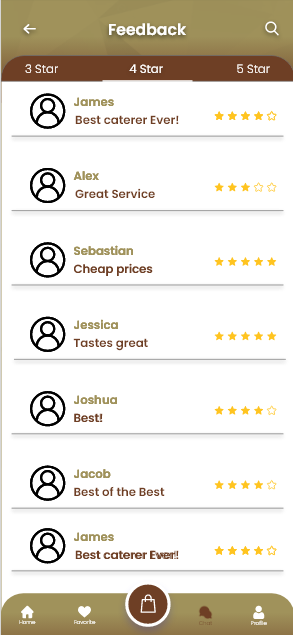 Feedback
3 Star 4 Star 5 Star
James
Best caterer Ever!
Alex
Great Service
Sebastian
Cheap prices
Jessica
Tastes great
Joshua
Best!
Jacob
Best of the Best
James
Best caterer Ever!
Home Favorite Chat Profile